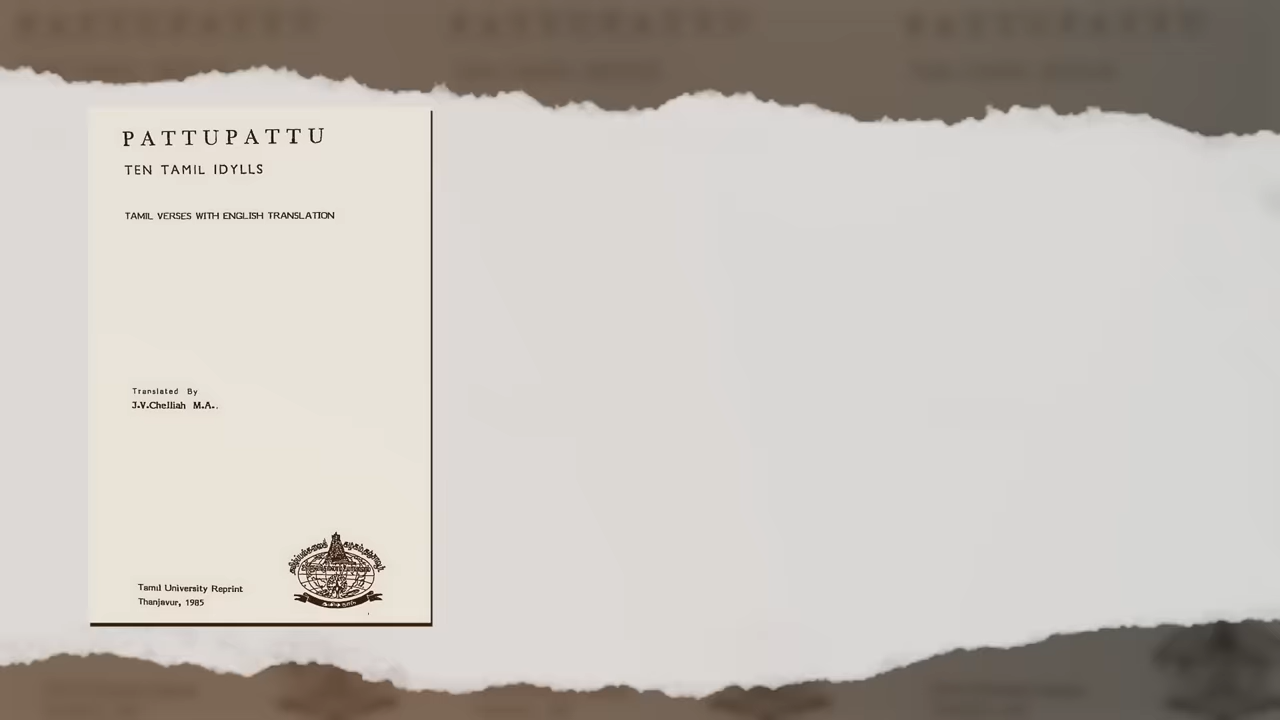 PATTUPATTU
TEN TAMIL IDYLLS
TAMIL VERSES WITH ENGLISH TRANSLATION
Translated By
J.V.Chelliah M.A.
Tamil University Reprint
Thanjavur, 1985